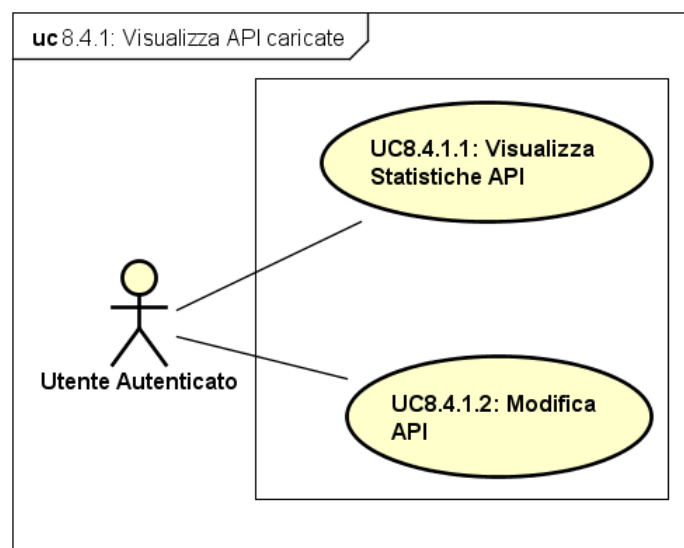 uc 8.4.1: Visualizza API caricate
UC8.4.1.1: Visualizza
Statistiche API
Utente Autenticato
UC8.4.1.2: Modifica
API